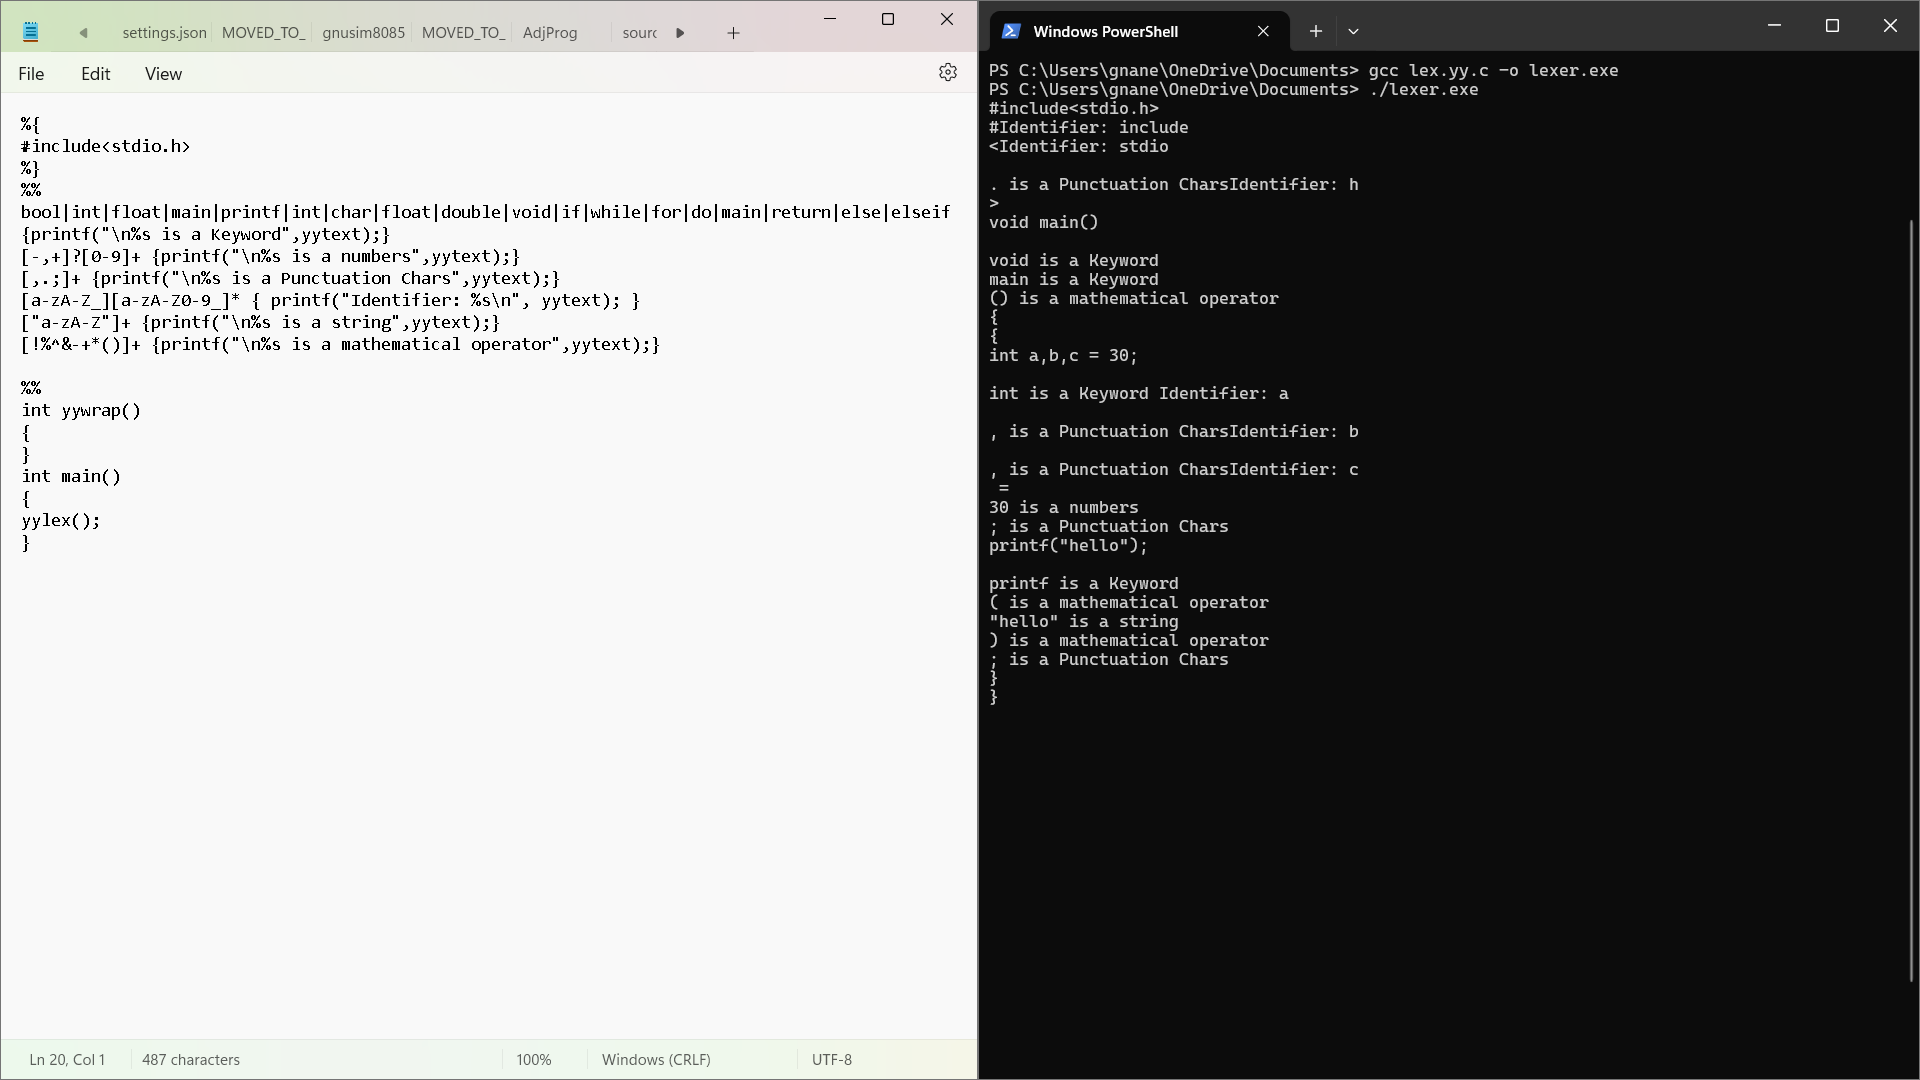 settings.json MOVED_TO_ gnusim8085 MOVED_TO_ AdjProg sourc
File Edit View
%{
#include<stdio.h>
%}
%%
bool|int|float|main|printf|int|char|float|double|void|if|while|for|do|main|return|else|elseif
{printf("\n%s is a Keyword",yytext);}
[-,+]?[0-9]+ {printf("\n%s is a numbers",yytext);}
[,.;]+ {printf("\n%s is a Punctuation Chars",yytext);}
[a-zA-Z_][a-zA-Z0-9_]* { printf("Identifier: %s\n", yytext); }
["a-zA-Z"]+ {printf("\n%s is a string",yytext);}
[!%^&-+*()]+ {printf("\n%s is a mathematical operator",yytext);}
%%
int yywrap()
{
}
int main()
{
yylex();
}
Ln 20, Col 1 487 characters 100% Windows (CRLF) UTF-8
Windows PowerShell
PS C:\Users\gnane\OneDrive\Documents> gcc lex.yy.c -o lexer.exe
PS C:\Users\gnane\OneDrive\Documents> ./lexer.exe
#include<stdio.h>
#Identifier: include
<Identifier: stdio
. is a Punctuation CharsIdentifier: h
>
void main()
void is a Keyword
main is a Keyword
() is a mathematical operator
{
{
int a,b,c = 30;
int is a Keyword Identifier: a
, is a Punctuation CharsIdentifier: b
, is a Punctuation CharsIdentifier: c
=
30 is a numbers
; is a Punctuation Chars
printf("hello");
printf is a Keyword
( is a mathematical operator
"hello" is a string
) is a mathematical operator
; is a Punctuation Chars
}
}